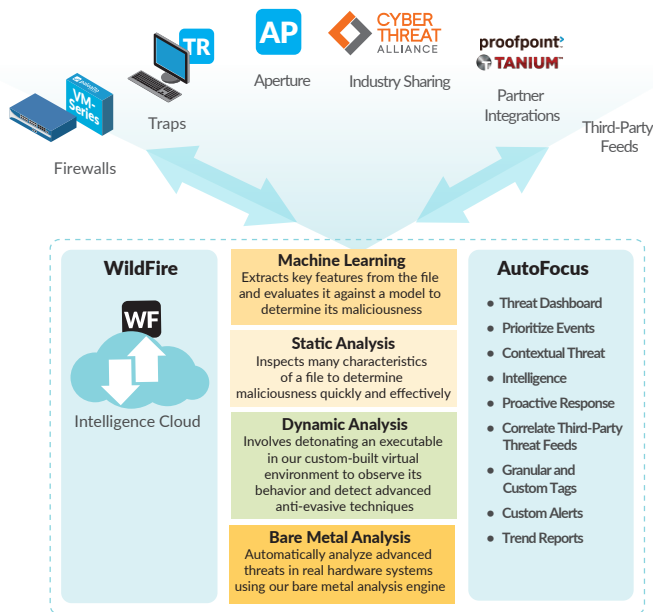 TR
AP
CYBER
THREAT
ALLIANCE
proofpoint
TANIUM™
VM-
Series
Traps
Aperture
Industry Sharing
Partner
Integrations
Third-Party
Feeds
Firewalls
WildFire
WF
Intelligence Cloud
Machine Learning
Extracts key features from the file
and evaluates it against a model to
determine its maliciousness
Static Analysis
Inspects many characteristics
of a file to determine
maliciousness quickly and effectively
Dynamic Analysis
Involves detonating an executable
in our custom-built virtual
environment to observe its
behavior and detect advanced
anti-evasive techniques
Bare Metal Analysis
Automatically analyze advanced
threats in real hardware systems
using our bare metal analysis engine
AutoFocus
• Threat Dashboard
• Prioritize Events
• Contextual Threat
• Intelligence
• Proactive Response
• Correlate Third-Party
Threat Feeds
• Granular and
Custom Tags
• Custom Alerts
• Trend Reports